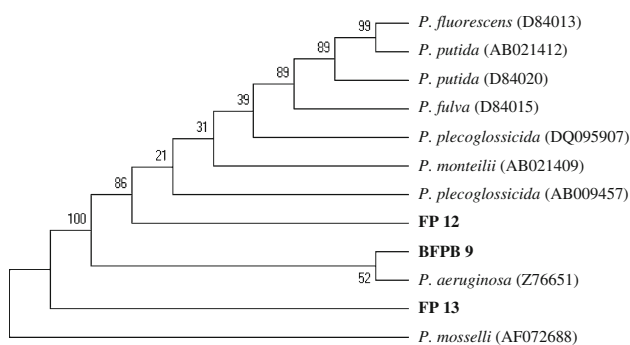 99
P. fluorescens (D84013)
89
P. putida (AB021412)
89
P. putida (D84020)
39
P. fulva (D84015)
31
P. plecoglossicida (DQ095907)
21
P. monteilii (AB021409)
86
P. plecoglossicida (AB009457)
100
FP 12
BFPB 9
52
P. aeruginosa (Z76651)
FP 13
P. mosselli (AF072688)